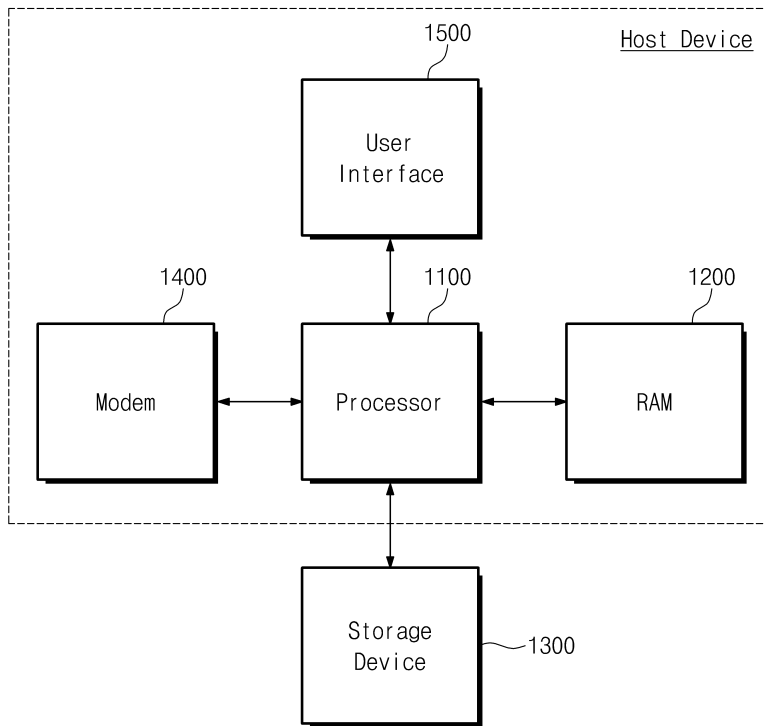 1500
Host Device
User
Interface
1400
1100
1200
Modem
Processor
RAM
Storage
Device
1300